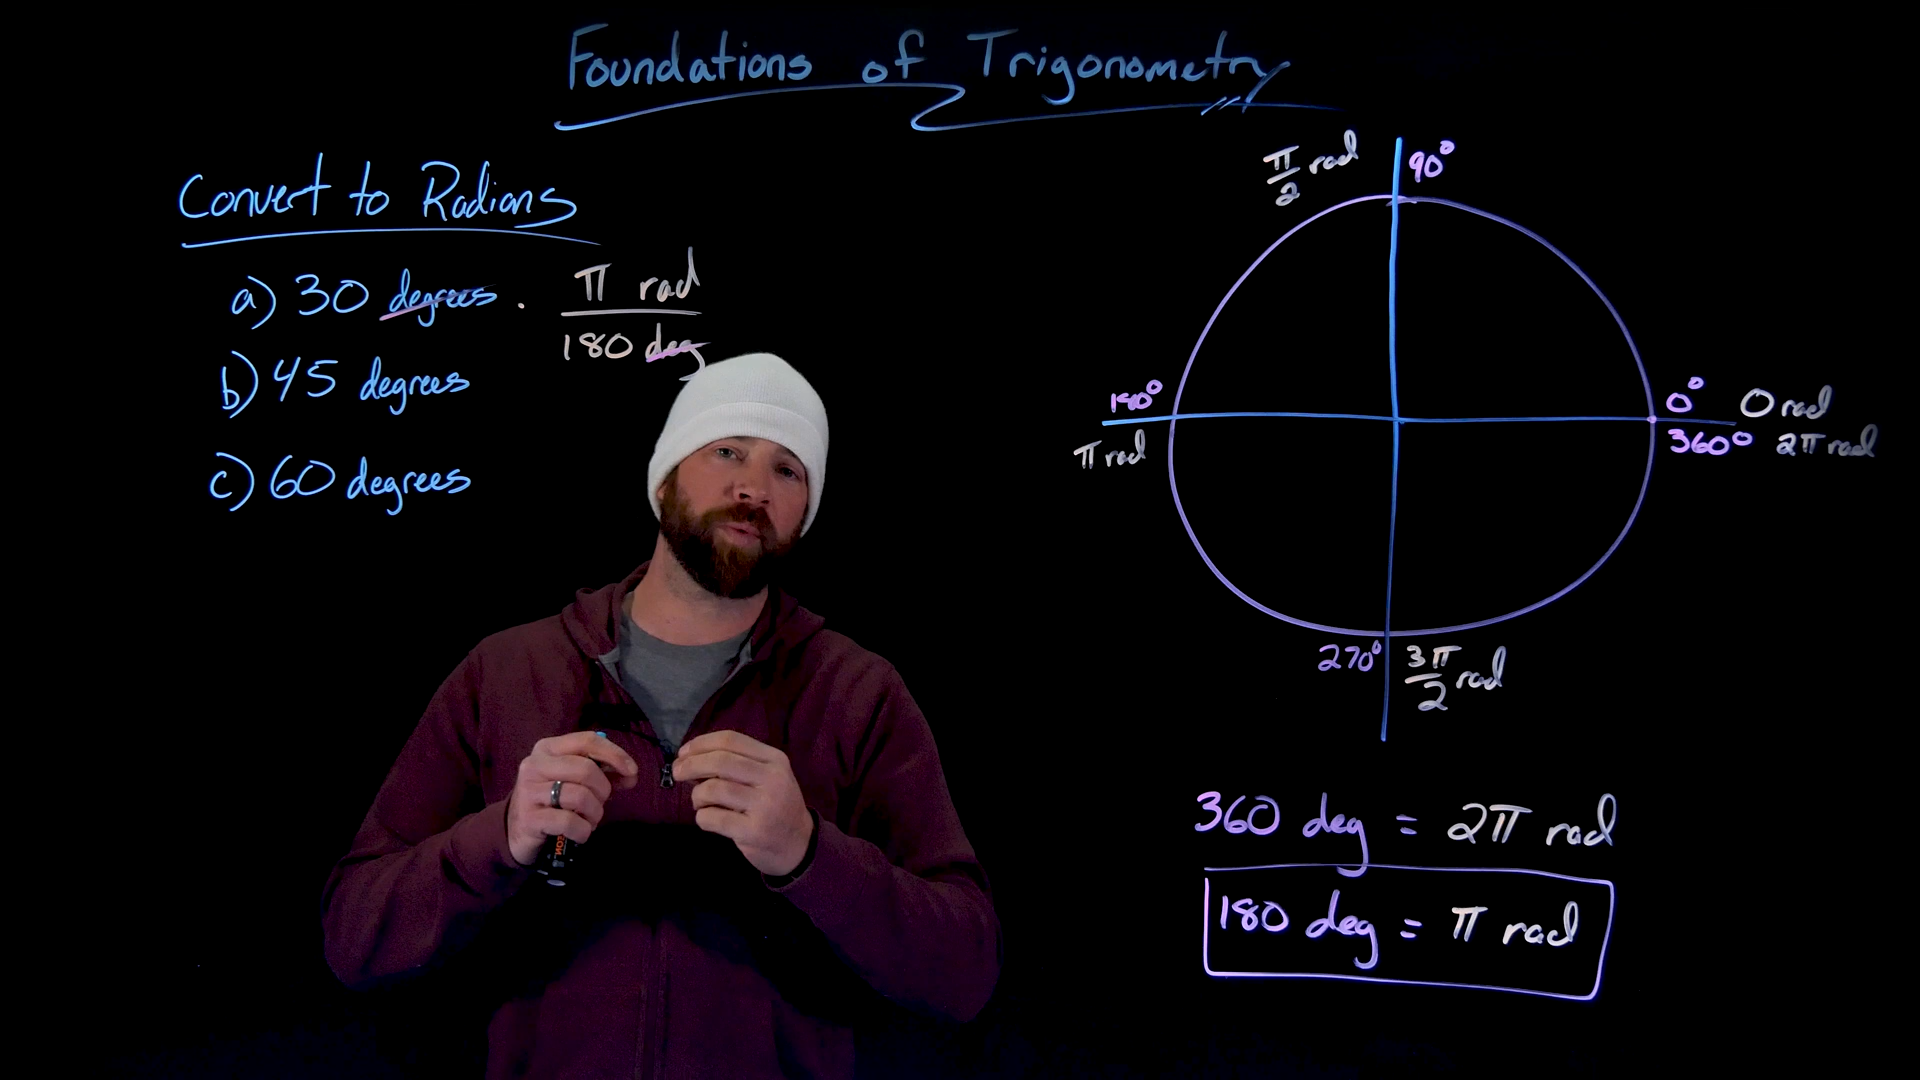 Foundations of Trigonometry
Convert to Radians
a) 30 degrees · π rad
180 deg
b) 45 degrees
c) 60 degrees
π/2 rad 90°
180°
π rad
0° 0 rad
360° 2π rad
270° 3π/2 rad
360 deg = 2π rad
180 deg = π rad